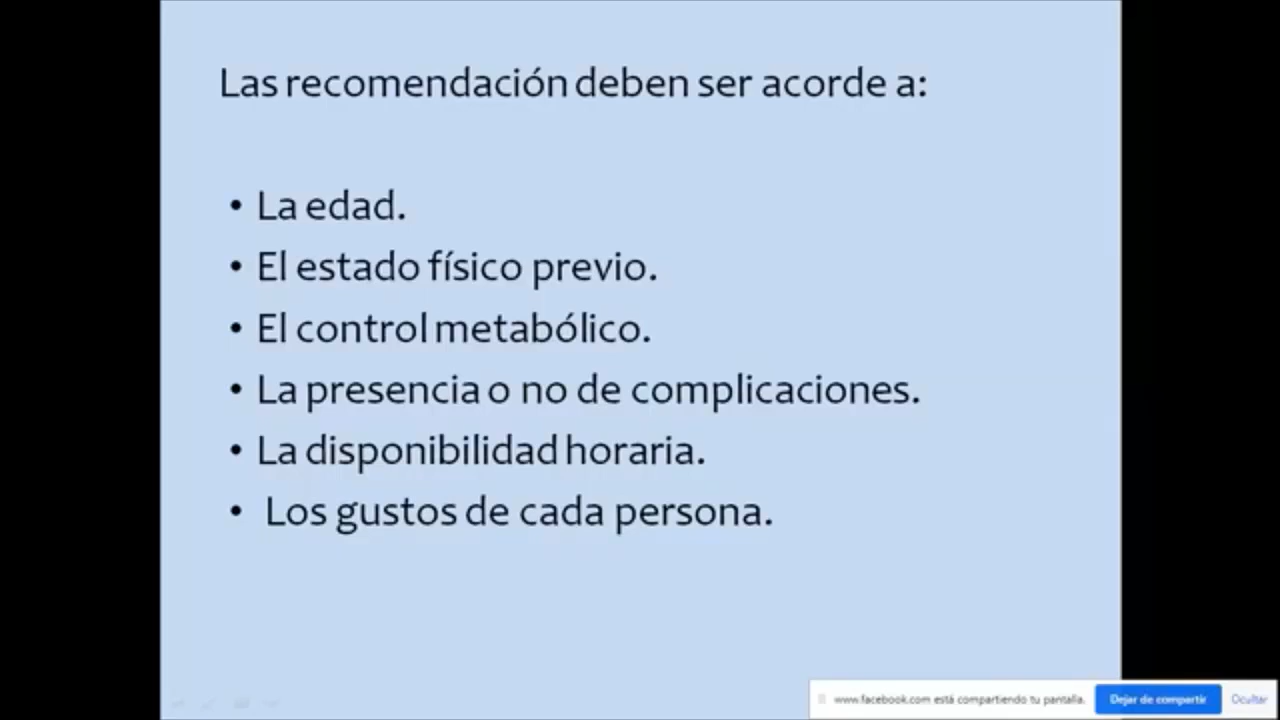 Las recomendación deben ser acorde a:
• La edad.
• El estado físico previo.
• El control metabólico.
• La presencia o no de complicaciones.
• La disponibilidad horaria.
• Los gustos de cada persona.
www.facebook.com está compartiendo tu pantalla. Dejar de compartir Ocultar